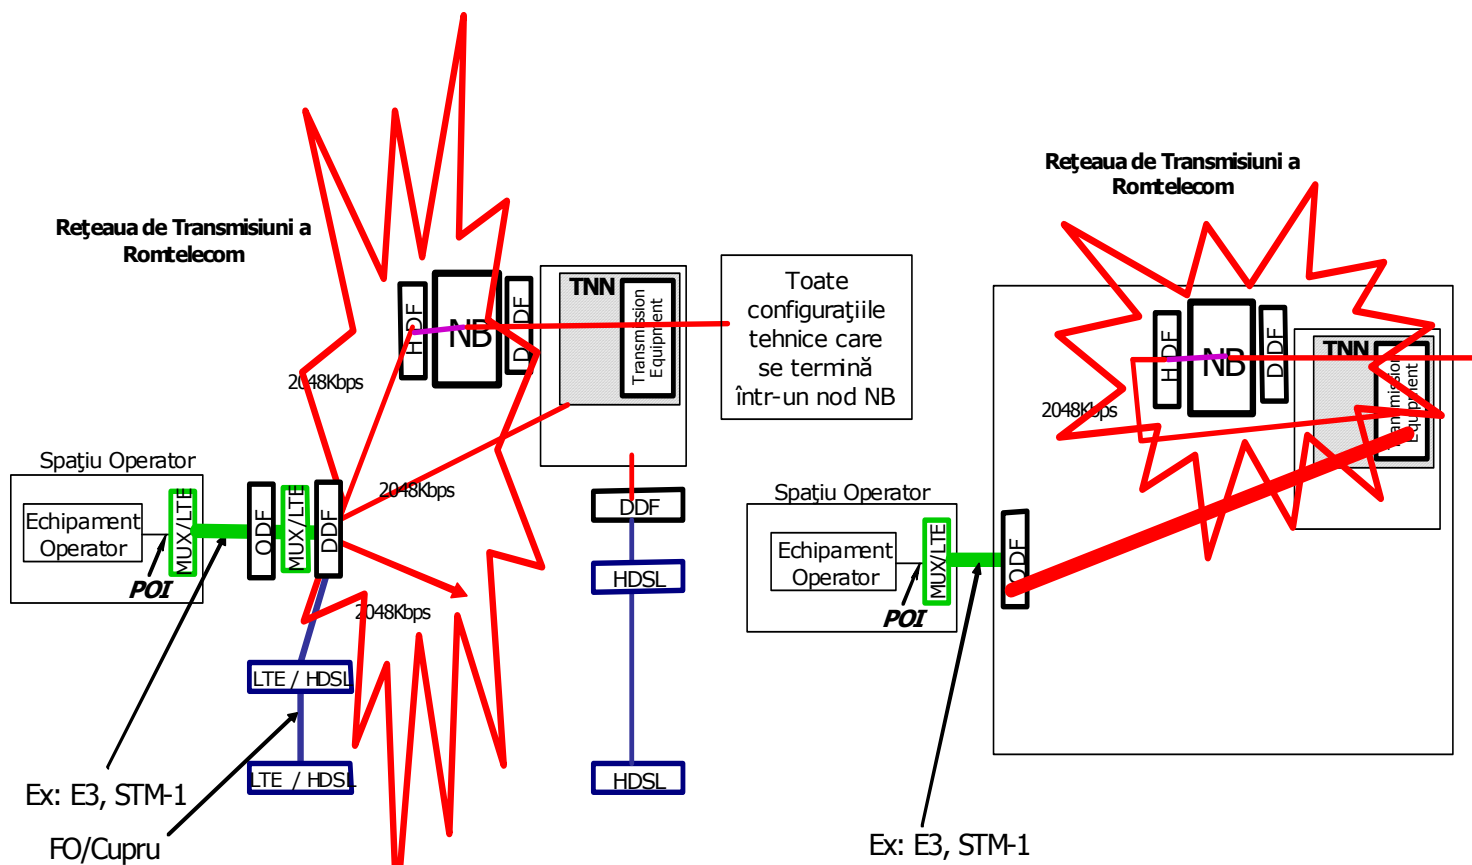 Reţeaua de Transmisiuni a
Romtelecom
HDF
NB
DDF
TNN
Transmission
Equipment
Toate
configuraţiile
tehnice care
se termină
într-un nod NB
2048Kbps
2048Kbps
2048Kbps
Spaţiu Operator
Echipament
Operator
MUX/LTE
POI
ODF
MUX/LTE
DDF
DDF
HDSL
HDSL
LTE / HDSL
LTE / HDSL
Ex: E3, STM-1
FO/Cupru
Reţeaua de Transmisiuni a
Romtelecom
HDF
NB
DDF
TNN
Transmission
Equipment
2048Kbps
Spaţiu Operator
Echipament
Operator
MUX/LTE
POI
ODF
Ex: E3, STM-1